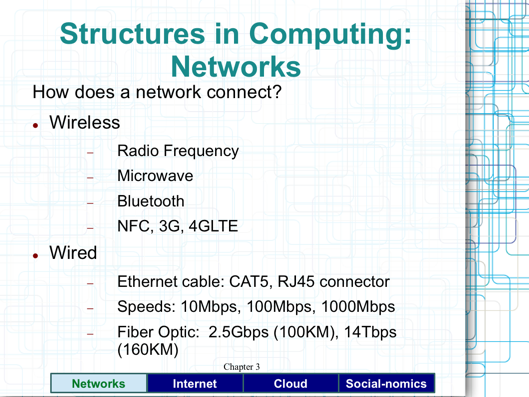 Structures in Computing:
Networks
How does a network connect?
● Wireless
– Radio Frequency
– Microwave
– Bluetooth
– NFC, 3G, 4GLTE
● Wired
– Ethernet cable: CAT5, RJ45 connector
– Speeds: 10Mbps, 100Mbps, 1000Mbps
– Fiber Optic: 2.5Gbps (100KM), 14Tbps
(160KM)
Chapter 3
Networks Internet Cloud Social-nomics